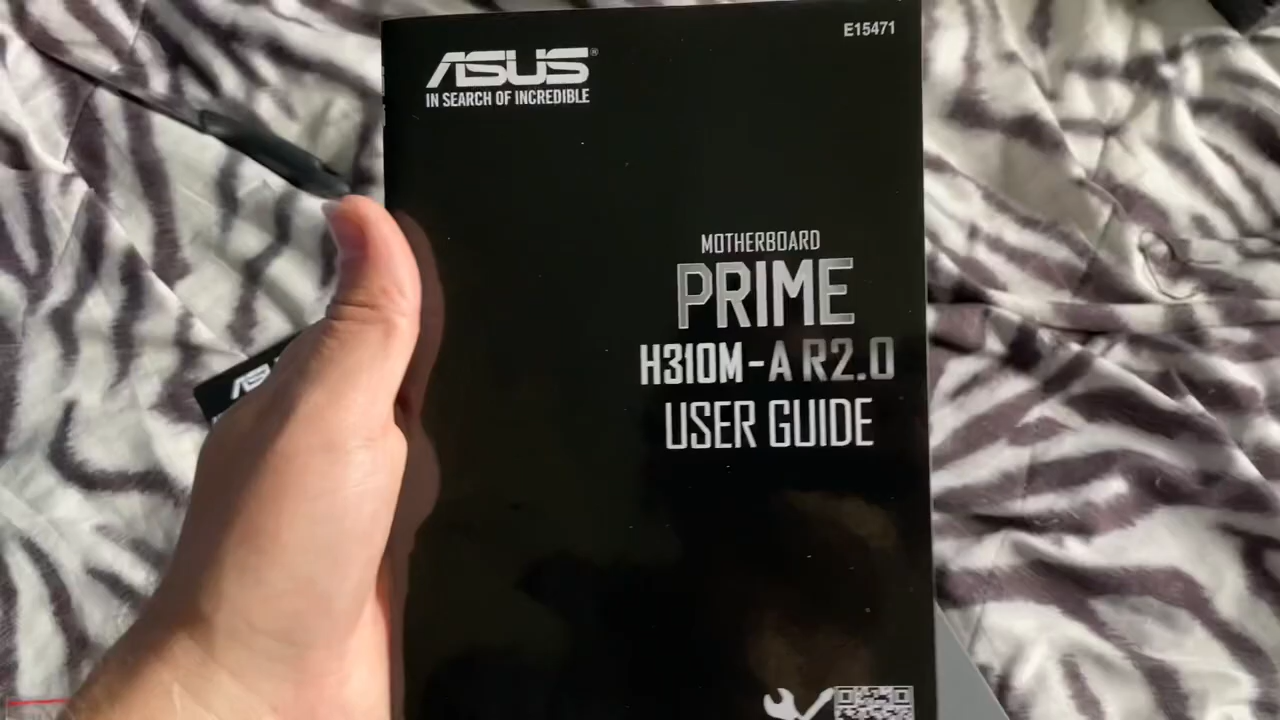 E15471
ASUS®
IN SEARCH OF INCREDIBLE
MOTHERBOARD
PRIME
H310M-A R2.0
USER GUIDE